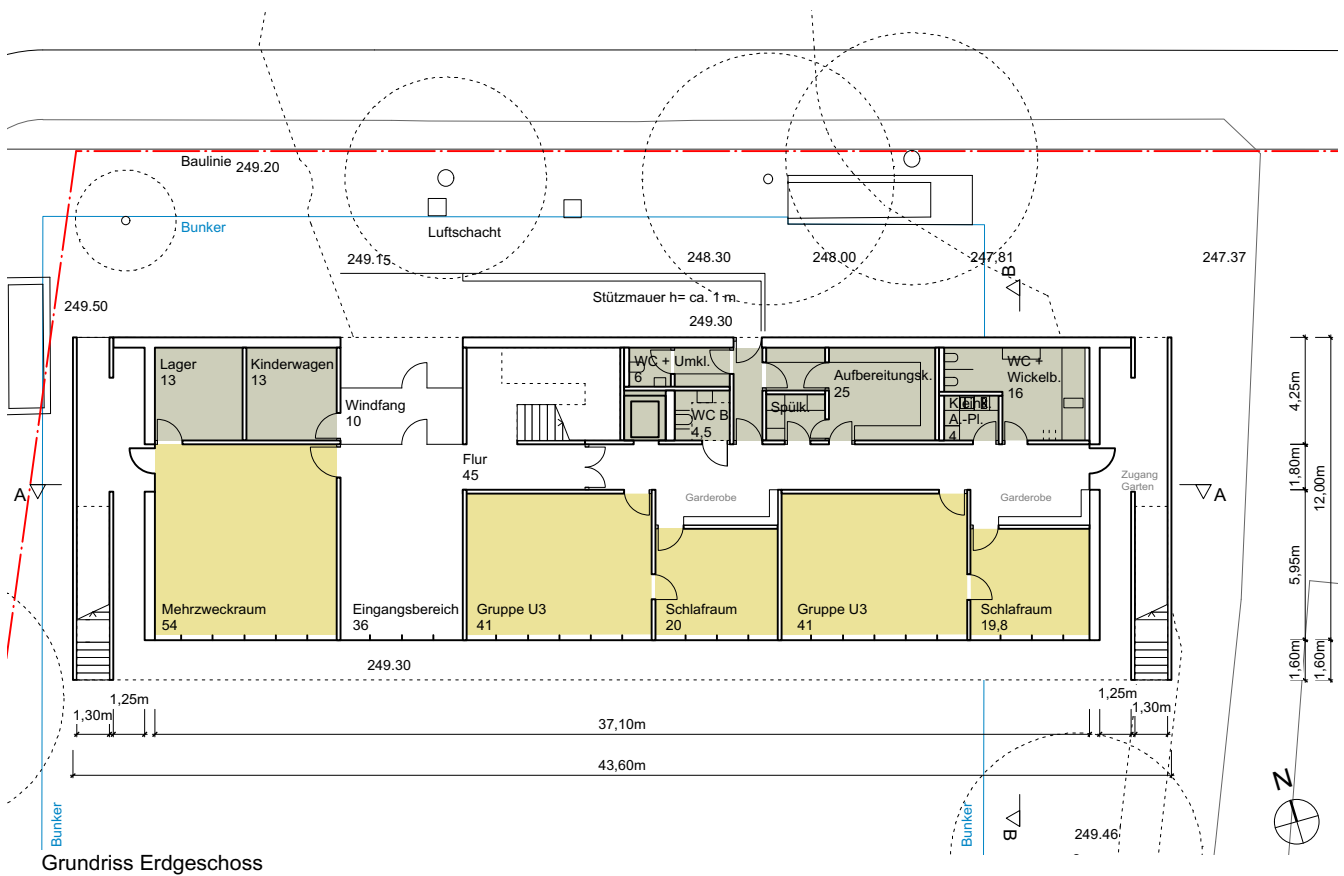 Baulinie
249.20
Bunker
Luftschacht
249.15
248.30
248.00
247,81
247.37
B
249.50
Stützmauer h= ca. 1 m
249.30
Lager
13
Kinderwagen
13
Windfang
10
WC + Umkl.
6
WC B
4,5
Spülk.
Aufbereitungsk.
25
WC +
Wickelb.
16
A.-Pl.
4
4,25m
Flur
45
Garderobe
Garderobe
Zugang
Garten
A
A
1,80m
12,00m
5,95m
Mehrzweckraum
54
Eingangsbereich
36
Gruppe U3
41
Schlafraum
20
Gruppe U3
41
Schlafraum
19,8
249.30
1,60m
1,60m
1,25m
1,30m
37,10m
1,25m
1,30m
43,60m
N
Bunker
Bunker
B
249.46
Grundriss Erdgeschoss